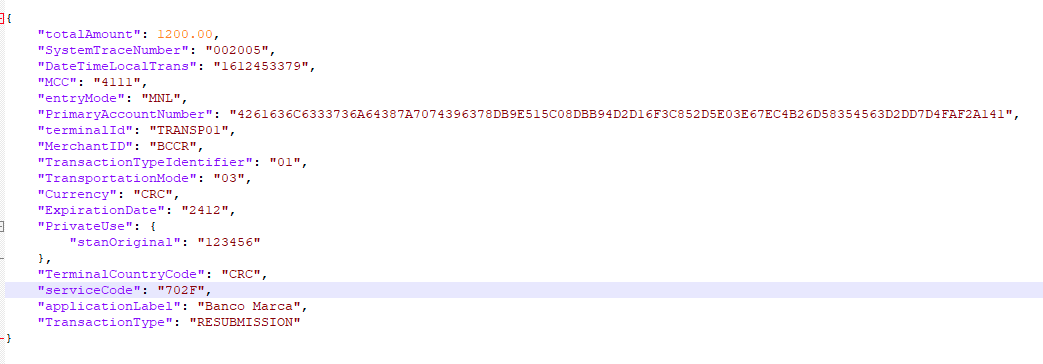 {
"totalAmount": 1200.00,
"SystemTraceNumber": "002005",
"DateTimeLocalTrans": "1612453379",
"MCC": "4111",
"entryMode": "MNL",
"PrimaryAccountNumber": "4261636C6333736A64387A7074396378DB9E515C08DBB94D2D16F3C852D5E03E67EC4B26D58354563D2DD7D4FAF2A141",
"terminalId": "TRANSP01",
"MerchantID": "BCCR",
"TransactionTypeIdentifier": "01",
"TransportationMode": "03",
"Currency": "CRC",
"ExpirationDate": "2412",
"PrivateUse": {
"stanOriginal": "123456"
},
"TerminalCountryCode": "CRC",
"serviceCode": "702F",
"applicationLabel": "Banco Marca",
"TransactionType": "RESUBMISSION"
}